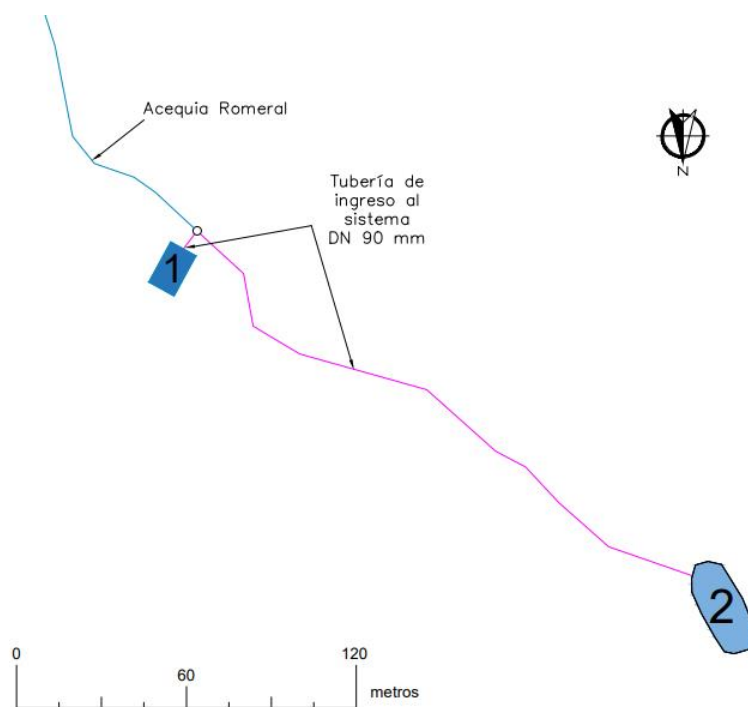 Acequia Romeral
N
Tubería de
ingreso al
sistema
DN 90 mm
1
2
0
120
60
metros